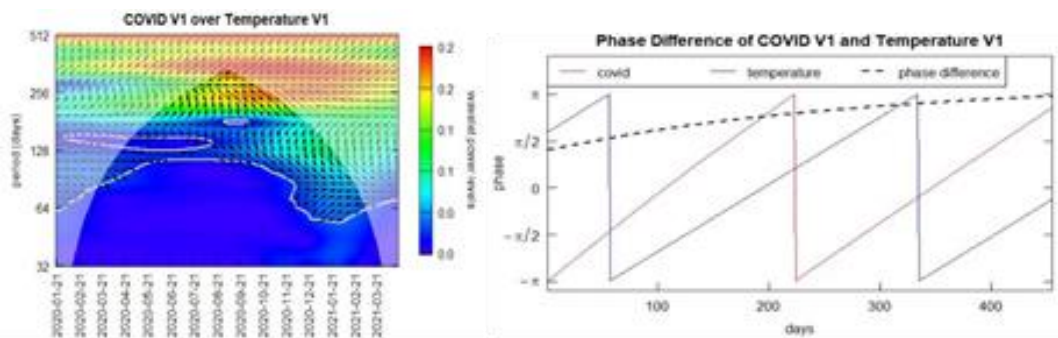 COVID V1 over Temperature V1
512
256
128
64
32
period (days)
0.2
0.2
0.1
0.1
0.0
0.0
wavelet power levels
2020-01-21
2020-02-21
2020-03-21
2020-04-21
2020-05-21
2020-06-21
2020-07-21
2020-08-21
2020-09-21
2020-10-21
2020-11-21
2020-12-21
2021-01-21
2021-02-21
2021-03-21
Phase Difference of COVID V1 and Temperature V1
covid temperature phase difference
π
π/2
0
−π/2
−π
phase
100 200 300 400
days